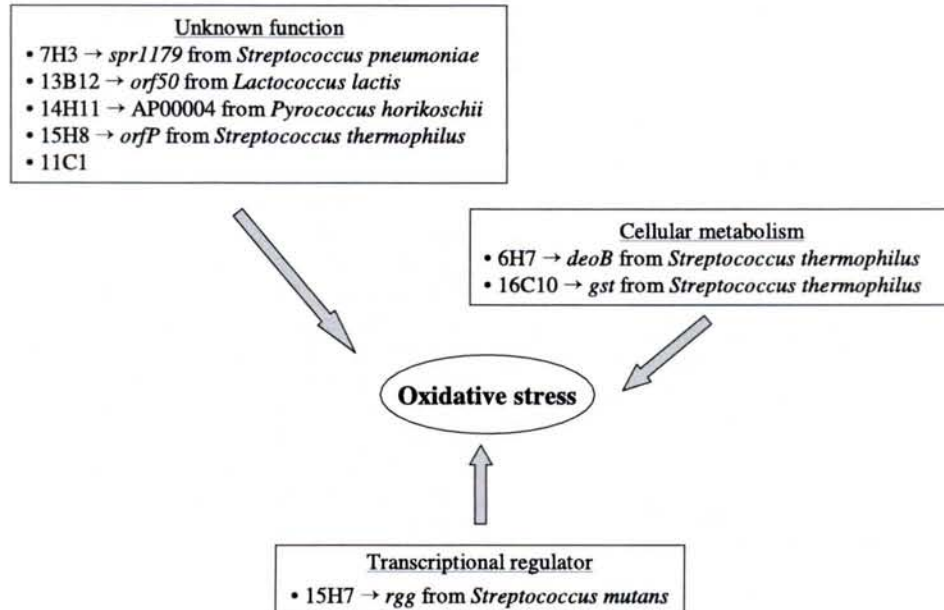 Unknown function
• 7H3 → spr1179 from Streptococcus pneumoniae
• 13B12 → orf50 from Lactococcus lactis
• 14H11 → AP00004 from Pyrococcus horikoschii
• 15H8 → orfP from Streptococcus thermophilus
• 11C1
Cellular metabolism
• 6H7 → deoB from Streptococcus thermophilus
• 16C10 → gst from Streptococcus thermophilus
Oxidative stress
Transcriptional regulator
• 15H7 → rgg from Streptococcus mutans